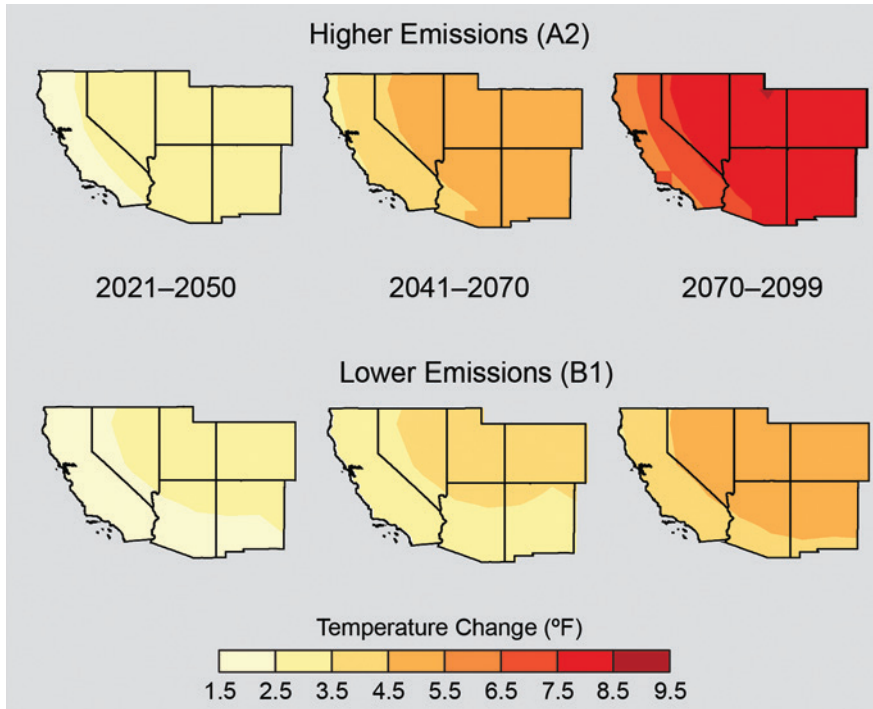 Higher Emissions (A2)
2021–2050 2041–2070 2070–2099
Lower Emissions (B1)
Temperature Change (ºF)
1.5 2.5 3.5 4.5 5.5 6.5 7.5 8.5 9.5